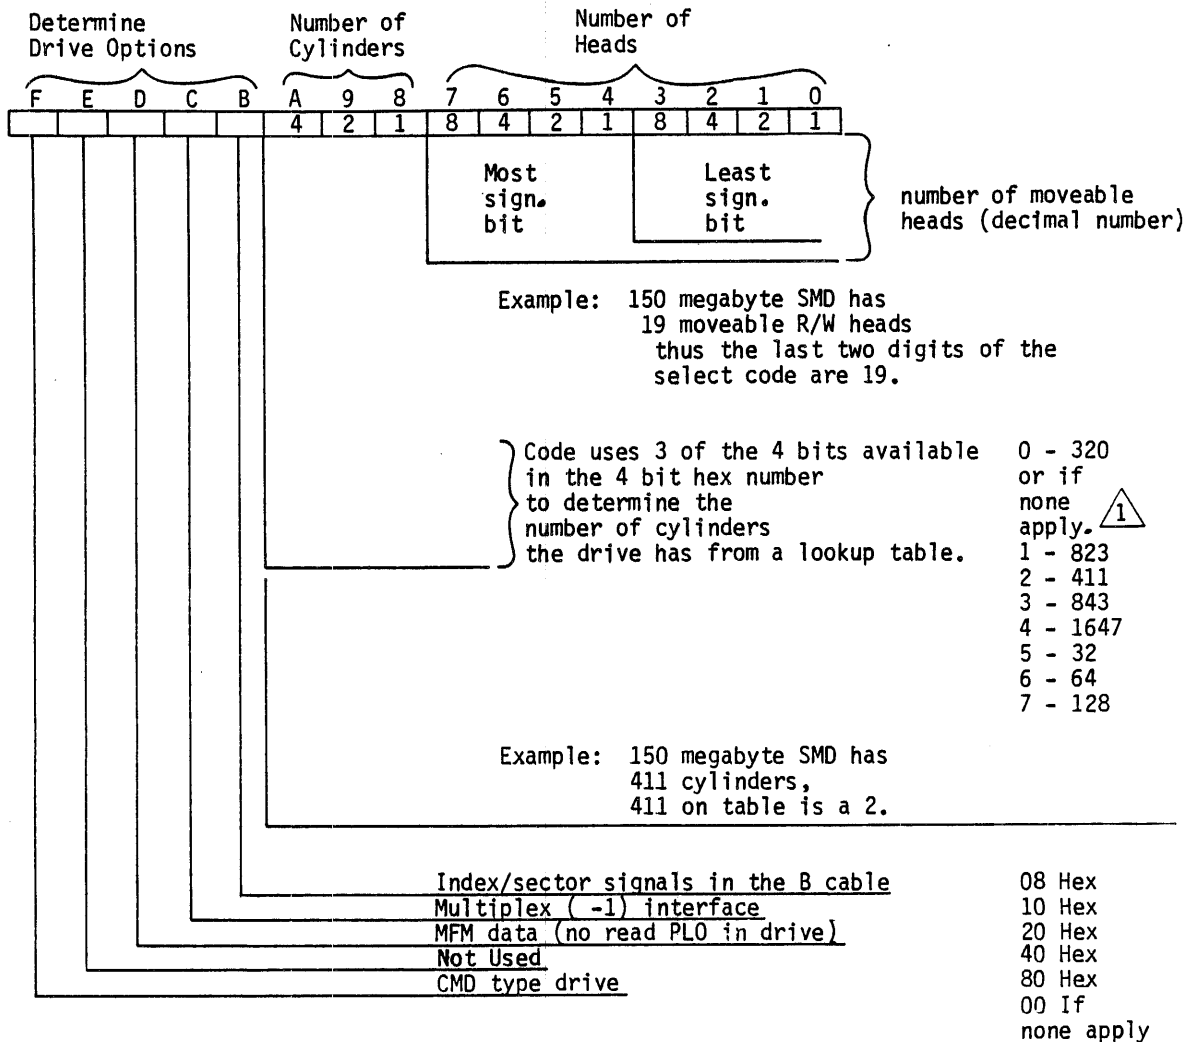 Determine
Drive Options
Number of
Cylinders
Number of
Heads
F E D C B A 9 8 7 6 5 4 3 2 1 0
4 2 1 8 4 2 1 8 4 2 1
Most
sign.
bit
Least
sign.
bit
number of moveable
heads (decimal number)
Example: 150 megabyte SMD has
19 moveable R/W heads
thus the last two digits of the
select code are 19.
Code uses 3 of the 4 bits available
in the 4 bit hex number
to determine the
number of cylinders
the drive has from a lookup table.
0 - 320
or if
none
apply. 1
1 - 823
2 - 411
3 - 843
4 - 1647
5 - 32
6 - 64
7 - 128
Example: 150 megabyte SMD has
411 cylinders,
411 on table is a 2.
Index/sector signals in the B cable 08 Hex
Multiplex ( -1) interface 10 Hex
MFM data (no read PLO in drive) 20 Hex
Not Used 40 Hex
CMD type drive 80 Hex
00 If
none apply